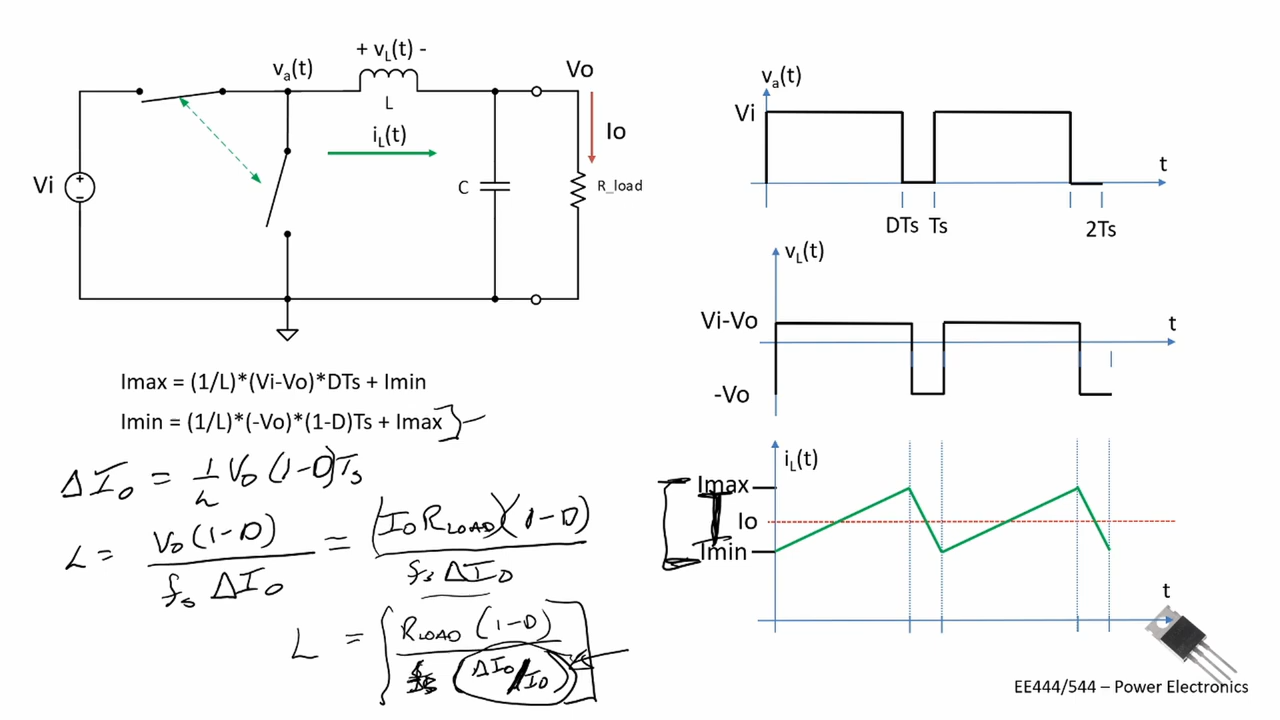 + vL(t) -
va(t)
L
iL(t)
Vo
Io
Vi
+
-
C
R_load
va(t)
Vi
t
DTs Ts 2Ts
vL(t)
Vi-Vo
t
-Vo
iL(t)
Imax
Io
Imin
t
Imax = (1/L)*(Vi-Vo)*DTs + Imin
Imin = (1/L)*(-Vo)*(1-D)Ts + Imax
ΔIo = 1/L Vo (1-D)Ts
L = Vo (1-D) / fs ΔIo = (Io RLOAD)(1-D) / fs ΔIo
L = RLOAD (1-D) / fs ΔIo/Io
EE444/544 – Power Electronics